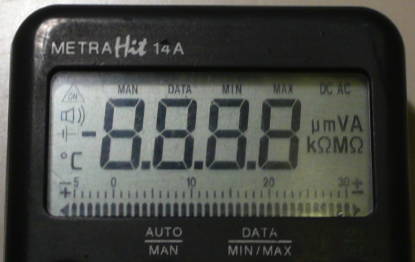 METRAHit 14A
ON MAN DATA MIN MAX DC AC
-8.8.8.8 µmVA
°C kΩMΩ
-5 0 10 20 30 ±
AUTO DATA
MAN MIN/MAX